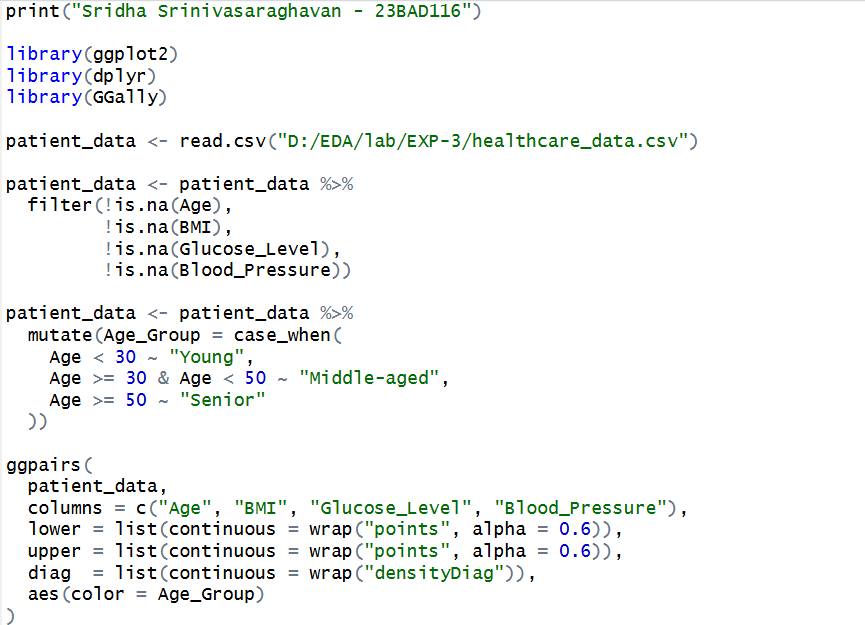 print("Sridha Srinivasaraghavan - 23BAD116")
library(ggplot2)
library(dplyr)
library(GGally)
patient_data <- read.csv("D:/EDA/lab/EXP-3/healthcare_data.csv")
patient_data <- patient_data %>%
  filter(!is.na(Age),
         !is.na(BMI),
         !is.na(Glucose_Level),
         !is.na(Blood_Pressure))
patient_data <- patient_data %>%
  mutate(Age_Group = case_when(
    Age < 30 ~ "Young",
    Age >= 30 & Age < 50 ~ "Middle-aged",
    Age >= 50 ~ "Senior"
  ))
ggpairs(
  patient_data,
  columns = c("Age", "BMI", "Glucose_Level", "Blood_Pressure"),
  lower = list(continuous = wrap("points", alpha = 0.6)),
  upper = list(continuous = wrap("points", alpha = 0.6)),
  diag  = list(continuous = wrap("densityDiag")),
  aes(color = Age_Group)
)